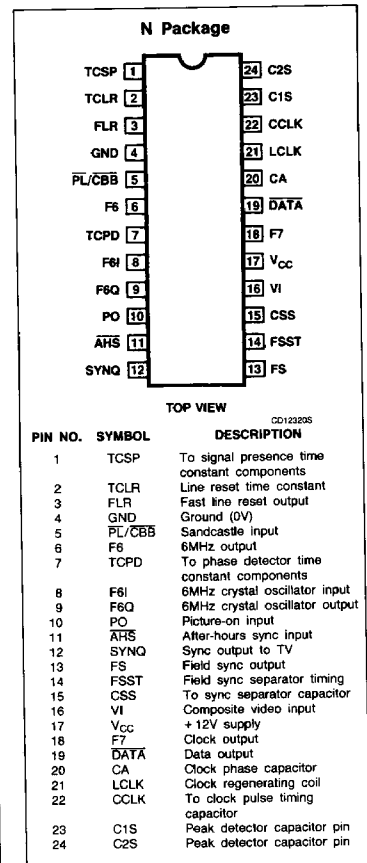 N Package
TCSP 1
TCLR 2
FLR 3
GND 4
PL/CBB 5
F6 6
TCPD 7
F6I 8
F6Q 9
PO 10
AHS 11
SYNQ 12
24 C2S
23 C1S
22 CCLK
21 LCLK
20 CA
19 DATA
18 F7
17 VCC
16 VI
15 CSS
14 FSST
13 FS
TOP VIEW
CD12320S
PIN NO. SYMBOL DESCRIPTION
1 TCSP To signal presence time
constant components
2 TCLR Line reset time constant
3 FLR Fast line reset output
4 GND Ground (0V)
5 PL/CBB Sandcastle input
6 F6 6MHz output
7 TCPD To phase detector time
constant components
8 F6I 6MHz crystal oscillator input
9 F6Q 6MHz crystal oscillator output
10 PO Picture-on input
11 AHS After-hours sync input
12 SYNQ Sync output to TV
13 FS Field sync output
14 FSST Field sync separator timing
15 CSS To sync separator capacitor
16 VI Composite video input
17 VCC +12V supply
18 F7 Clock output
19 DATA Data output
20 CA Clock phase capacitor
21 LCLK Clock regenerating coil
22 CCLK To clock pulse timing
capacitor
23 C1S Peak detector capacitor pin
24 C2S Peak detector capacitor pin